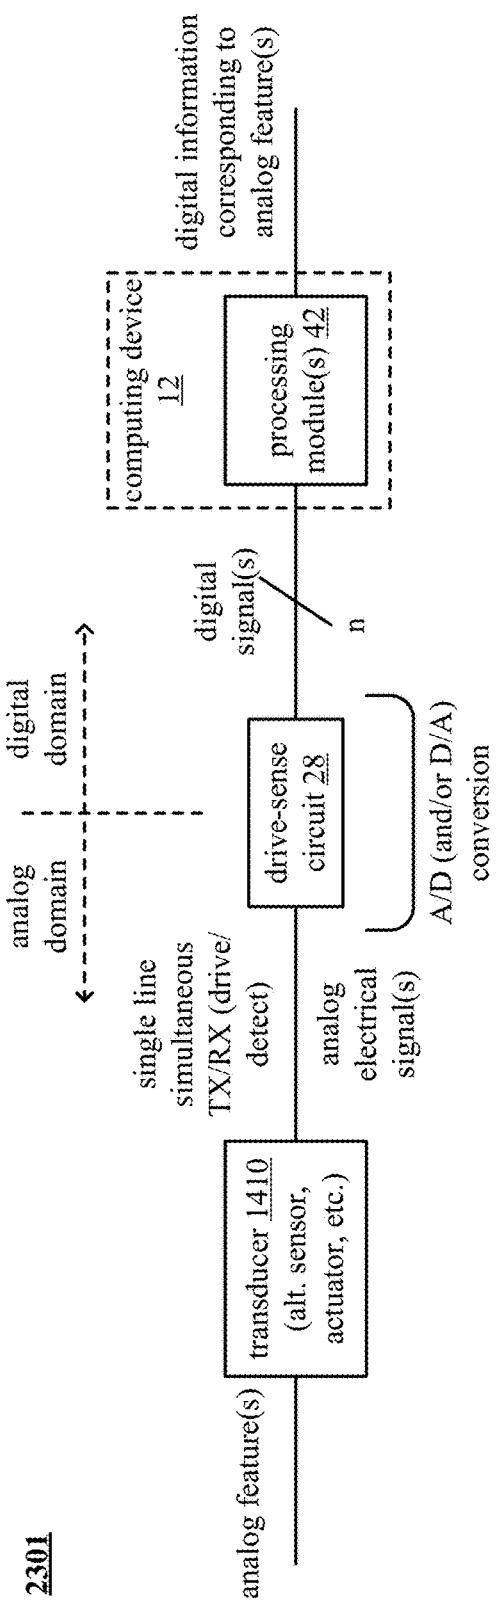 2301
analog feature(s)
transducer 1410
(alt. sensor,
actuator, etc.)
single line
simultaneous
TX/RX (drive/
detect)
analog
electrical
signal(s)
analog
domain
digital
domain
drive-sense
circuit 28
A/D (and/or D/A)
conversion
digital
signal(s)
n
computing device
12
processing
module(s) 42
digital information
corresponding to
analog feature(s)